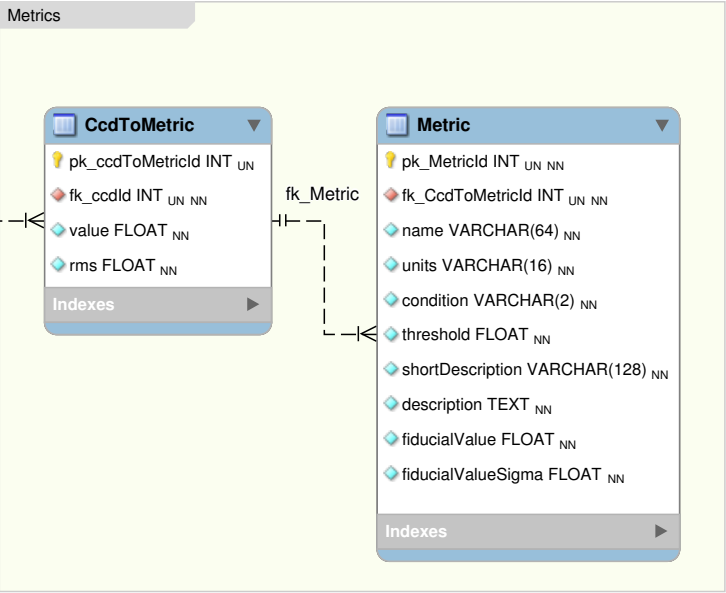 Metrics
CcdToMetric
pk_ccdToMetricId INT UN
fk_ccdId INT UN NN
value FLOAT NN
rms FLOAT NN
Indexes
fk_Metric
Metric
pk_MetricId INT UN NN
fk_CcdToMetricId INT UN NN
name VARCHAR(64) NN
units VARCHAR(16) NN
condition VARCHAR(2) NN
threshold FLOAT NN
shortDescription VARCHAR(128) NN
description TEXT NN
fiducialValue FLOAT NN
fiducialValueSigma FLOAT NN
Indexes